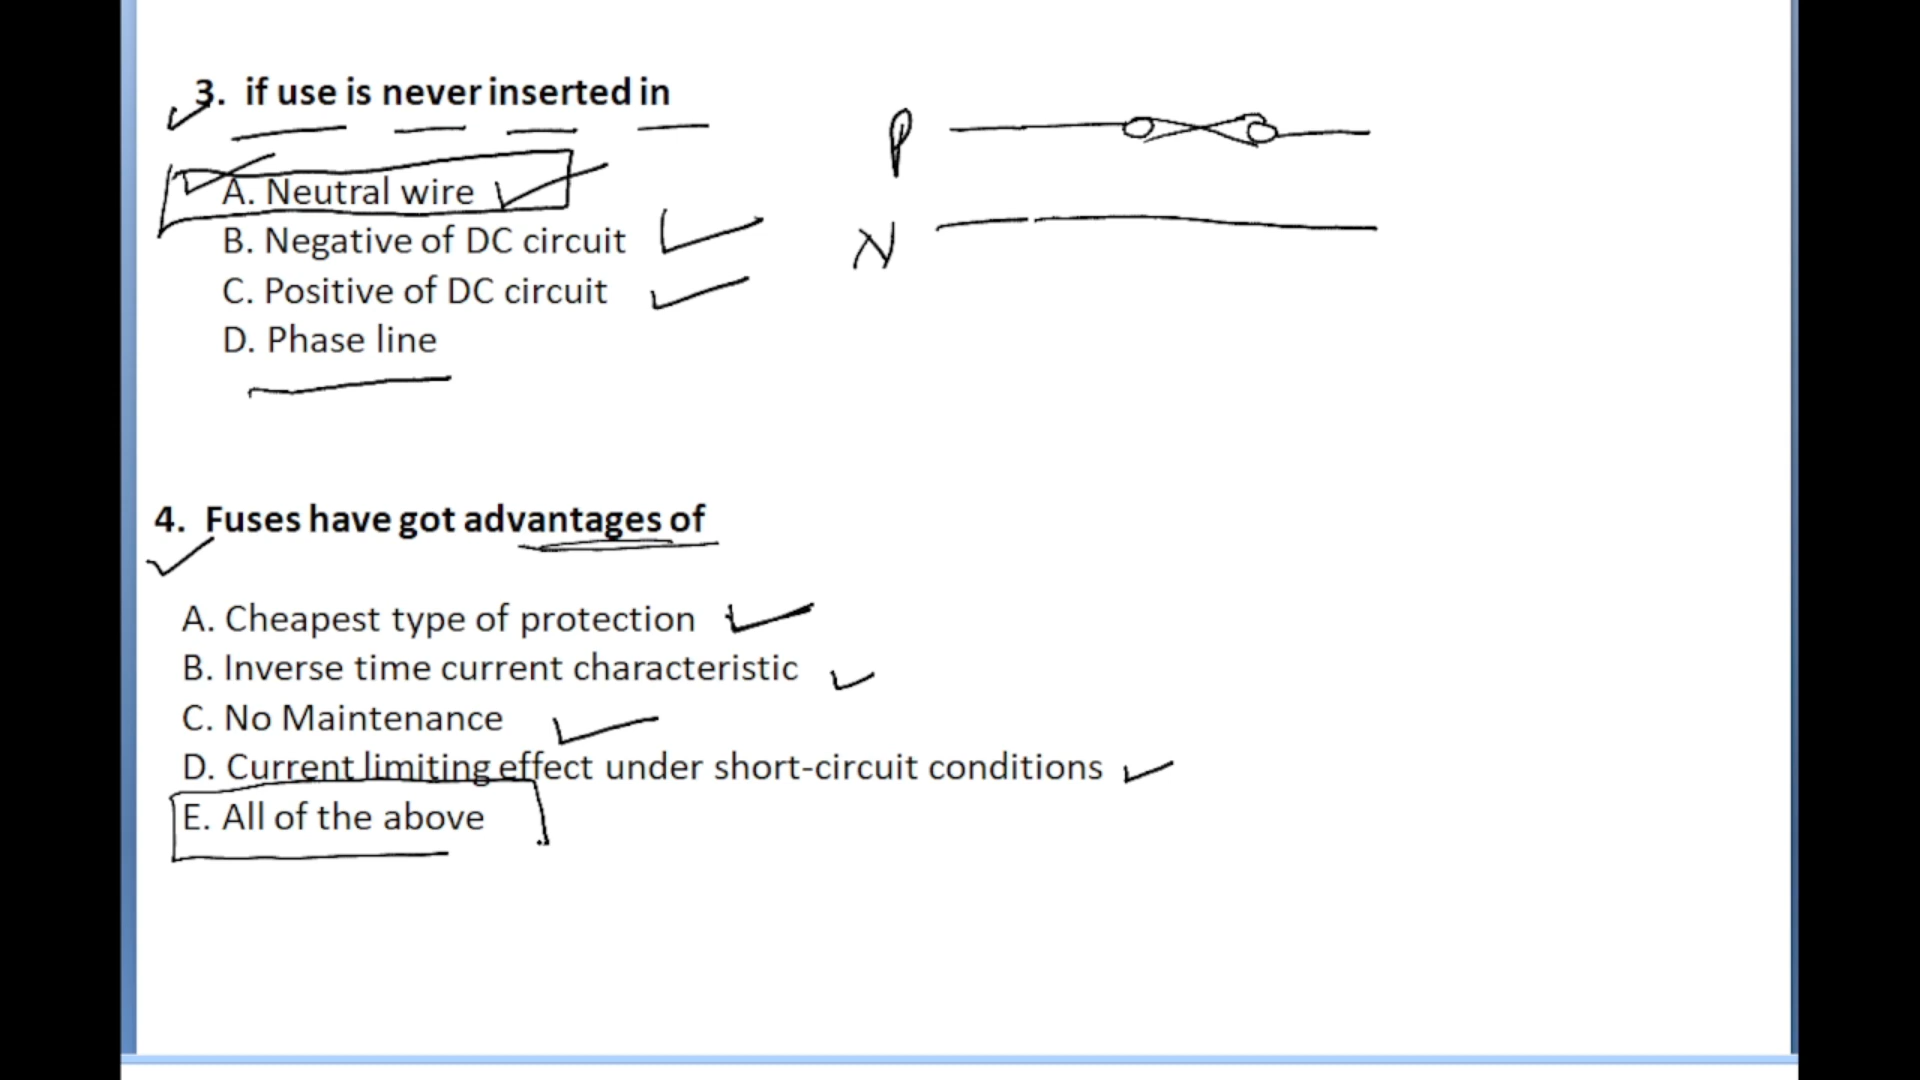 3. if use is never inserted in
A. Neutral wire
B. Negative of DC circuit
C. Positive of DC circuit
D. Phase line
P
N
4. Fuses have got advantages of
A. Cheapest type of protection
B. Inverse time current characteristic
C. No Maintenance
D. Current limiting effect under short-circuit conditions
E. All of the above